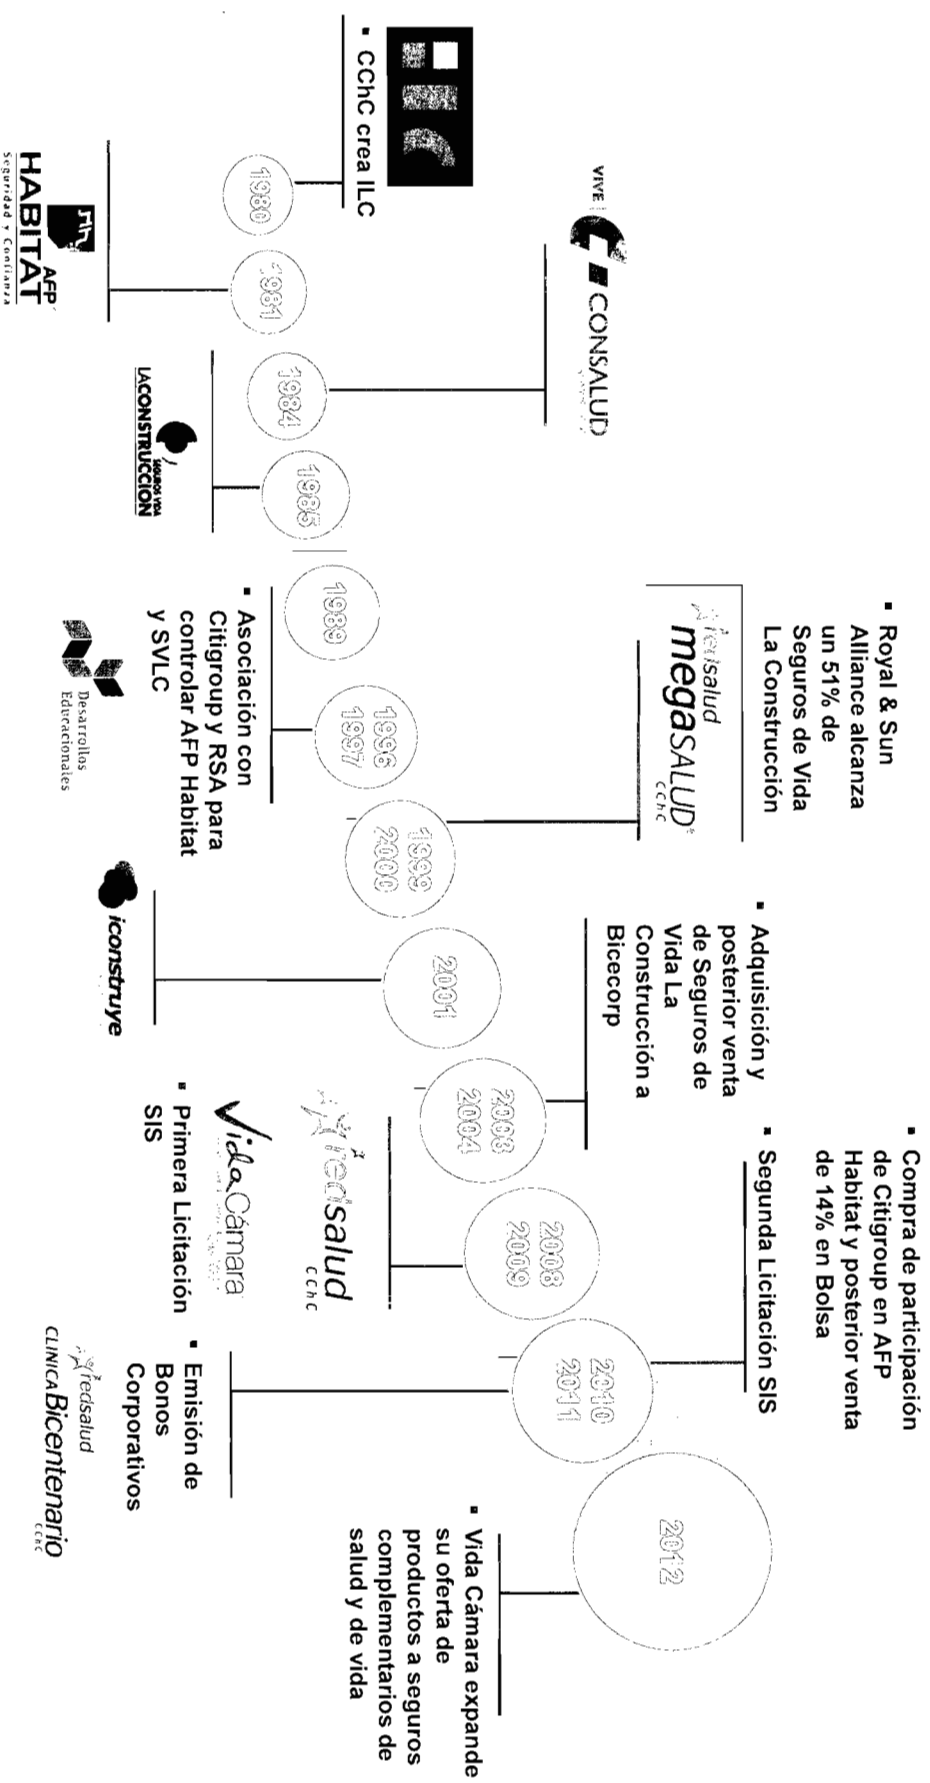 ILC
▪ CChC crea ILC
VIVE
CONSALUD
1980
1981
AFP
HABITAT
Seguridad y Confianza
1984
1985
SEGUROS VIDA
LACONSTRUCCION
1989
▪ Royal & Sun
Alliance alcanza
un 51% de
Seguros de Vida
La Construcción
redsalud
megaSALUD®
CChC
1996
1997
▪ Asociación con
Citigroup y RSA para
controlar AFP Habitat
y SVLC
Desarrollos
Educacionales
1999
2000
2001
iconstruye
▪ Adquisición y
posterior venta
de Seguros de
Vida La
Construcción a
Bicecorp
2003
2004
redsalud
CChC
VidaCámara
▪ Primera Licitación
SIS
2008
2009
▪ Compra de participación
de Citigroup en AFP
Habitat y posterior venta
de 14% en Bolsa
▪ Segunda Licitación SIS
2010
2011
▪ Emisión de
Bonos
Corporativos
redsalud
CLINICABicentenario
CChC
2012
▪ Vida Cámara expande
su oferta de
productos a seguros
complementarios de
salud y de vida